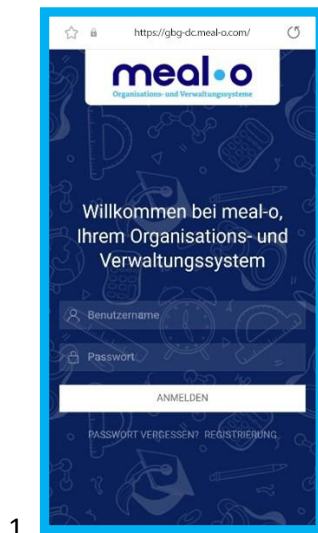 https://gbg-dc.meal-o.com/
meal•o
Organisations- und Verwaltungssysteme
Willkommen bei meal-o,
Ihrem Organisations- und
Verwaltungssystem
Benutzername
Passwort
ANMELDEN
PASSWORT VERGESSEN? REGISTRIERUNG
1